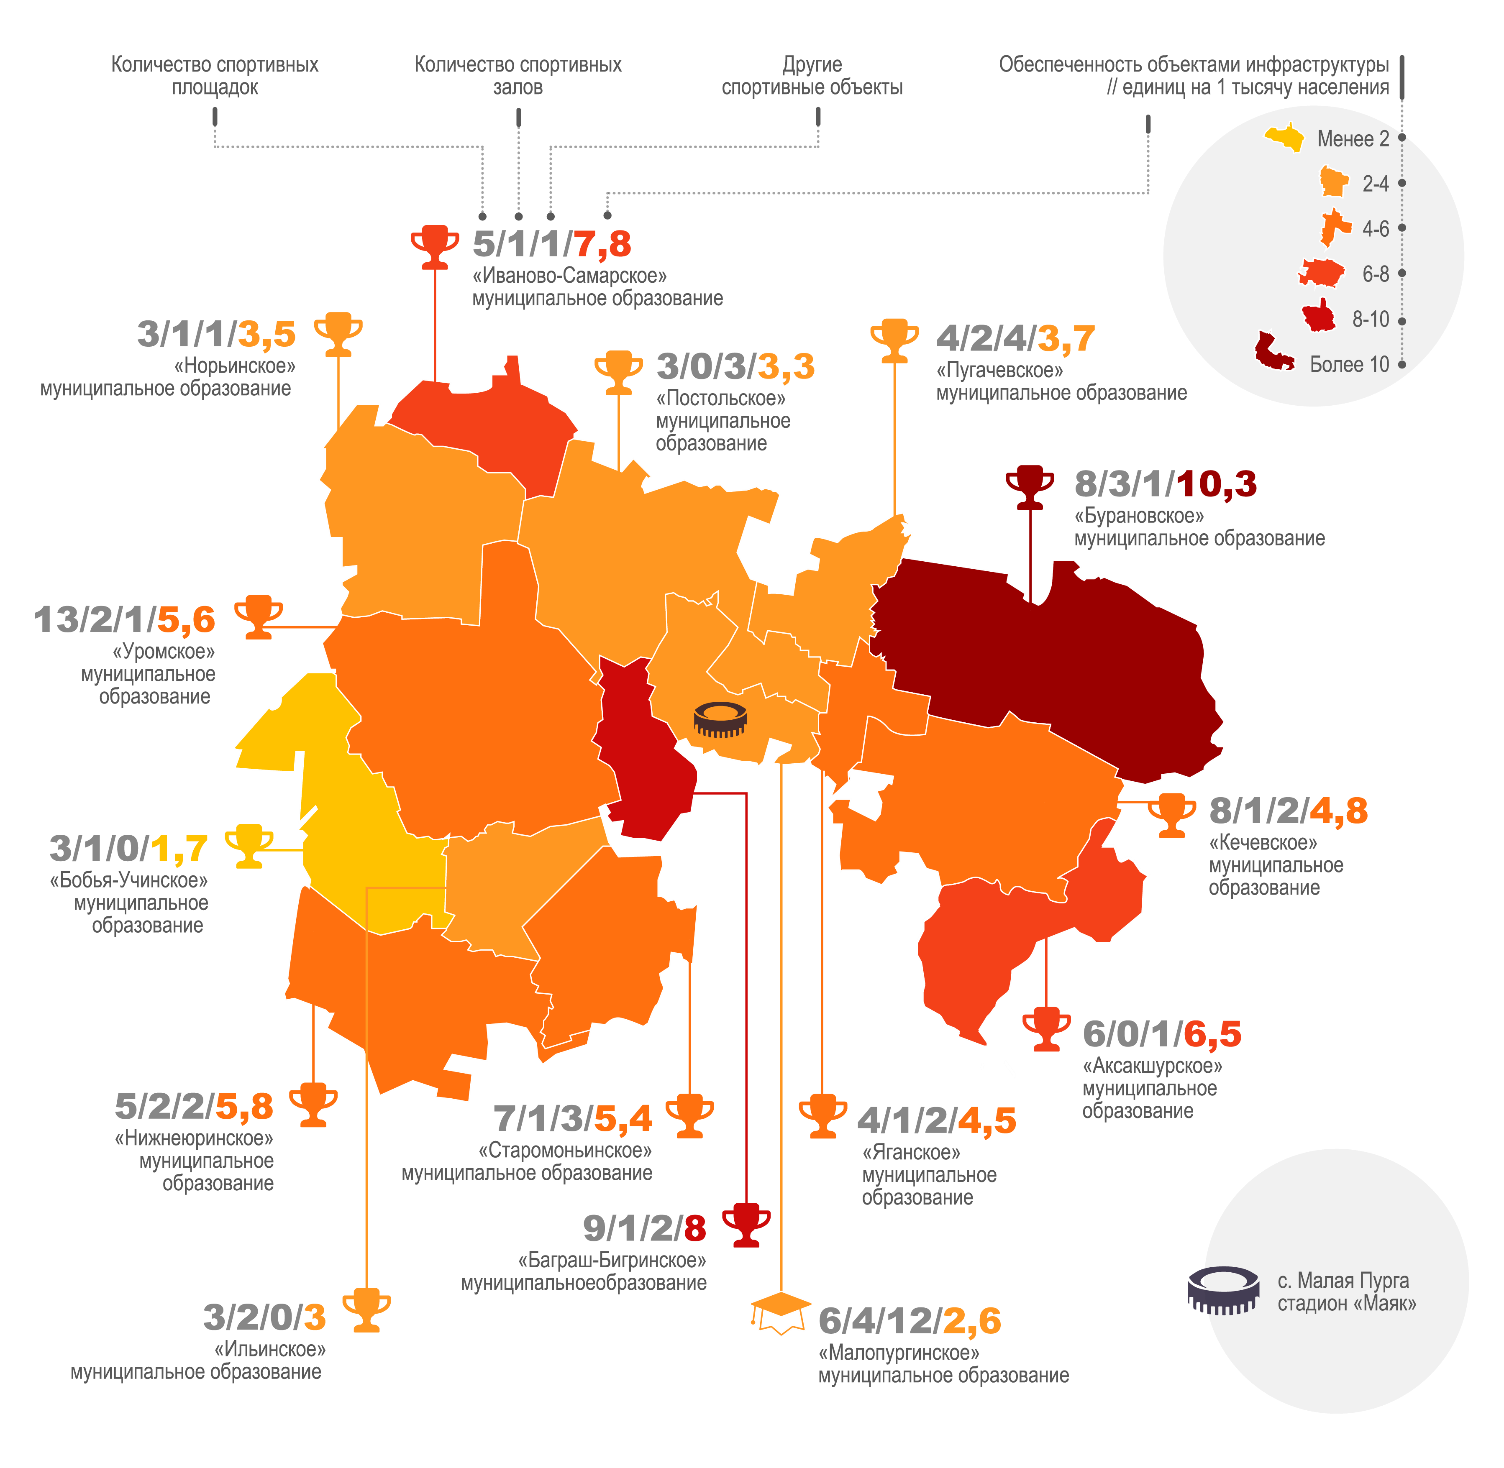 Количество спортивных
площадок
Количество спортивных
залов
Другие
спортивные объекты
Обеспеченность объектами инфраструктуры
// единиц на 1 тысячу населения
Менее 2
2-4
4-6
6-8
8-10
Более 10
5/1/1/7,8
«Иваново-Самарское»
муниципальное образование
3/1/1/3,5
«Норьинское»
муниципальное образование
3/0/3/3,3
«Постольское»
муниципальное
образование
4/2/4/3,7
«Пугачевское»
муниципальное образование
8/3/1/10,3
«Бурановское»
муниципальное образование
13/2/1/5,6
«Уромское»
муниципальное
образование
3/1/0/1,7
«Бобья-Учинское»
муниципальное
образование
8/1/2/4,8
«Кечевское»
муниципальное
образование
6/0/1/6,5
«Аксакшурское»
муниципальное
образование
5/2/2/5,8
«Нижнеюринское»
муниципальное
образование
7/1/3/5,4
«Старомоньинское»
муниципальное образование
4/1/2/4,5
«Яганское»
муниципальное
образование
9/1/2/8
«Баграш-Бигринское»
муниципальноеобразование
3/2/0/3
«Ильинское»
муниципальное образование
6/4/12/2,6
«Малопургинское»
муниципальное образование
с. Малая Пурга
стадион «Маяк»